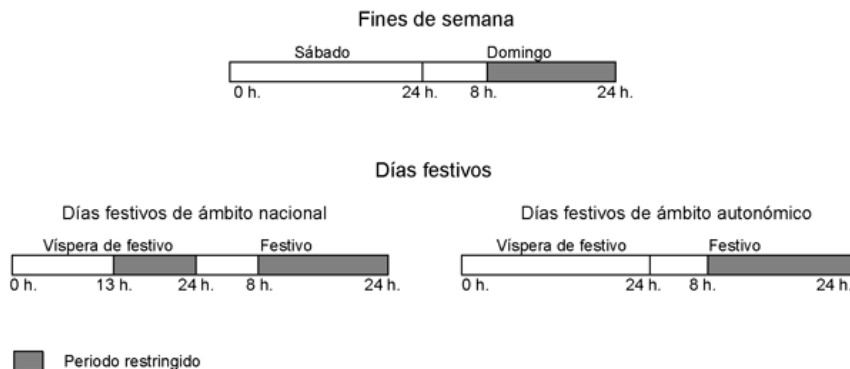 Fines de semana
Sábado Domingo
0 h. 24 h. 8 h. 24 h.
Días festivos
Días festivos de ámbito nacional
Víspera de festivo Festivo
0 h. 13 h. 24 h. 8 h. 24 h.
Días festivos de ámbito autonómico
Víspera de festivo Festivo
0 h. 24 h. 8 h. 24 h.
Periodo restringido